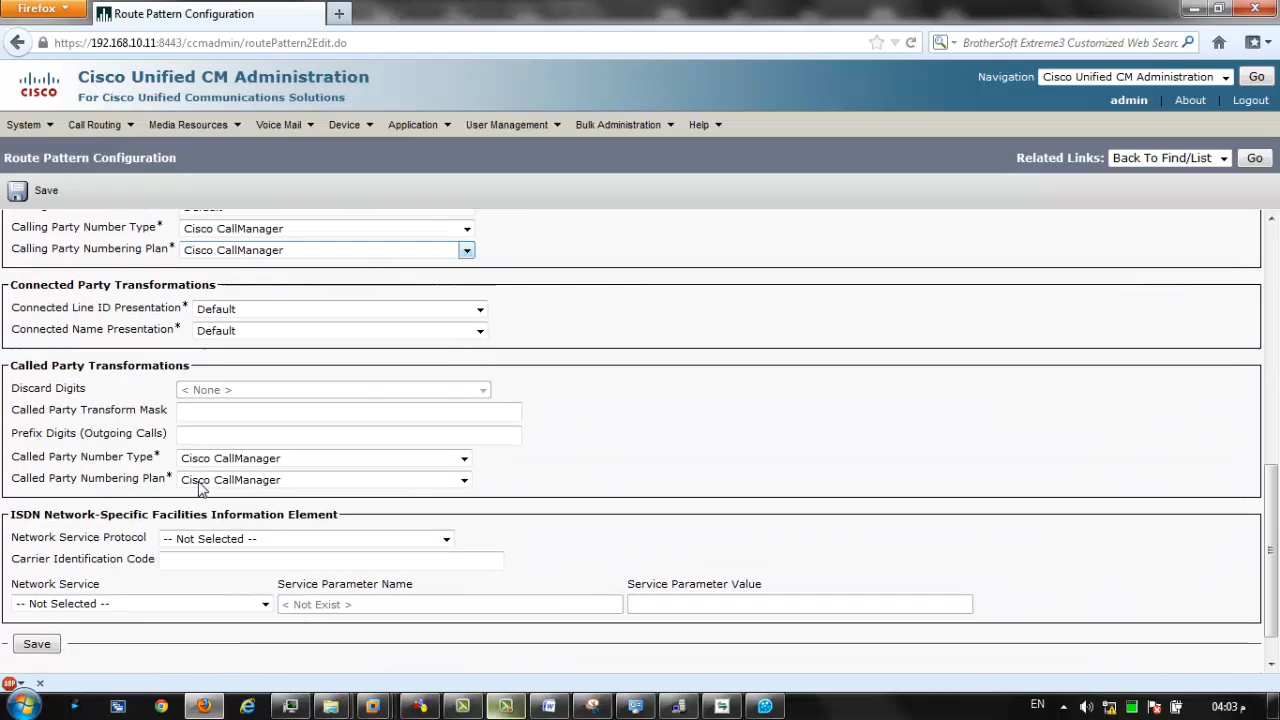 Firefox
Route Pattern Configuration
https://192.168.10.11:8443/ccmadmin/routePattern2Edit.do
BrotherSoft Extreme3 Customized Web Searc
CISCO
Cisco Unified CM Administration
For Cisco Unified Communications Solutions
Navigation Cisco Unified CM Administration Go
admin About Logout
System Call Routing Media Resources Voice Mail Device Application User Management Bulk Administration Help
Route Pattern Configuration
Related Links: Back To Find/List Go
Save
Calling Party Number Type* Cisco CallManager
Calling Party Numbering Plan* Cisco CallManager
Connected Party Transformations
Connected Line ID Presentation* Default
Connected Name Presentation* Default
Called Party Transformations
Discard Digits < None >
Called Party Transform Mask
Prefix Digits (Outgoing Calls)
Called Party Number Type* Cisco CallManager
Called Party Numbering Plan* Cisco CallManager
ISDN Network-Specific Facilities Information Element
Network Service Protocol -- Not Selected --
Carrier Identification Code
Network Service Service Parameter Name Service Parameter Value
-- Not Selected -- < Not Exist >
Save
ABP
EN 04:03 م